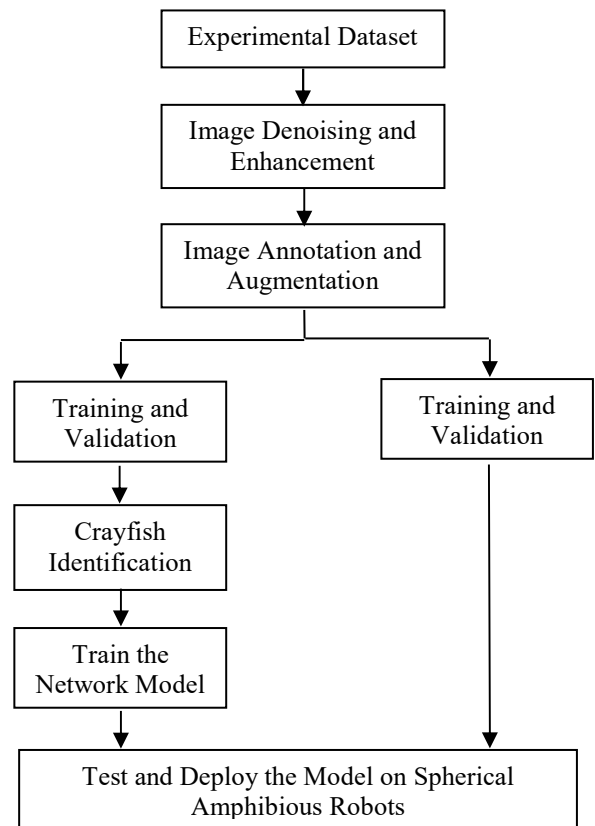 Experimental Dataset
Image Denoising and
Enhancement
Image Annotation and
Augmentation
Training and
Validation
Training and
Validation
Crayfish
Identification
Train the
Network Model
Test and Deploy the Model on Spherical
Amphibious Robots